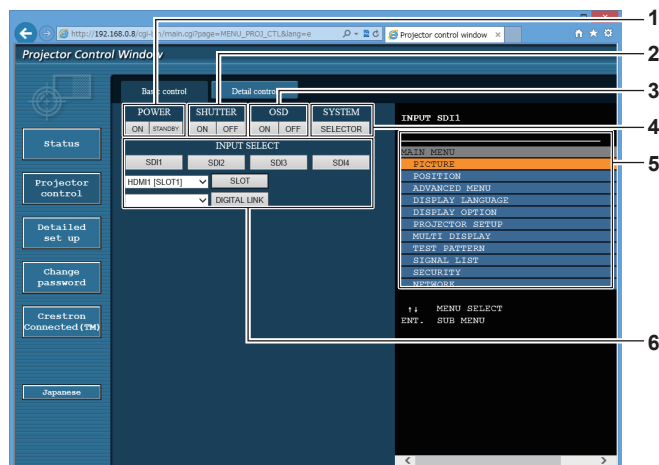 1
http://192.168.0.8/cgi-bin/main.cgi?page=MENU_PROJ_CTL&lang=e
Projector control window
2
Projector Control Window
3
Basic control
Detail control
POWER
SHUTTER
OSD
SYSTEM
ON STANDBY
ON OFF
ON OFF
SELECTOR
4
INPUT SELECT
SDI1
SDI2
SDI3
SDI4
HDMI1 [SLOT1]
SLOT
DIGITAL LINK
Status
Projector
control
Detailed
set up
Change
password
Crestron
Connected(TM)
Japanese
INPUT SDI1
MAIN MENU
PICTURE
5
POSITION
ADVANCED MENU
DISPLAY LANGUAGE
DISPLAY OPTION
PROJECTOR SETUP
MULTI DISPLAY
TEST PATTERN
SIGNAL LIST
SECURITY
NETWORK
↑↓ MENU SELECT
ENT. SUB MENU
6